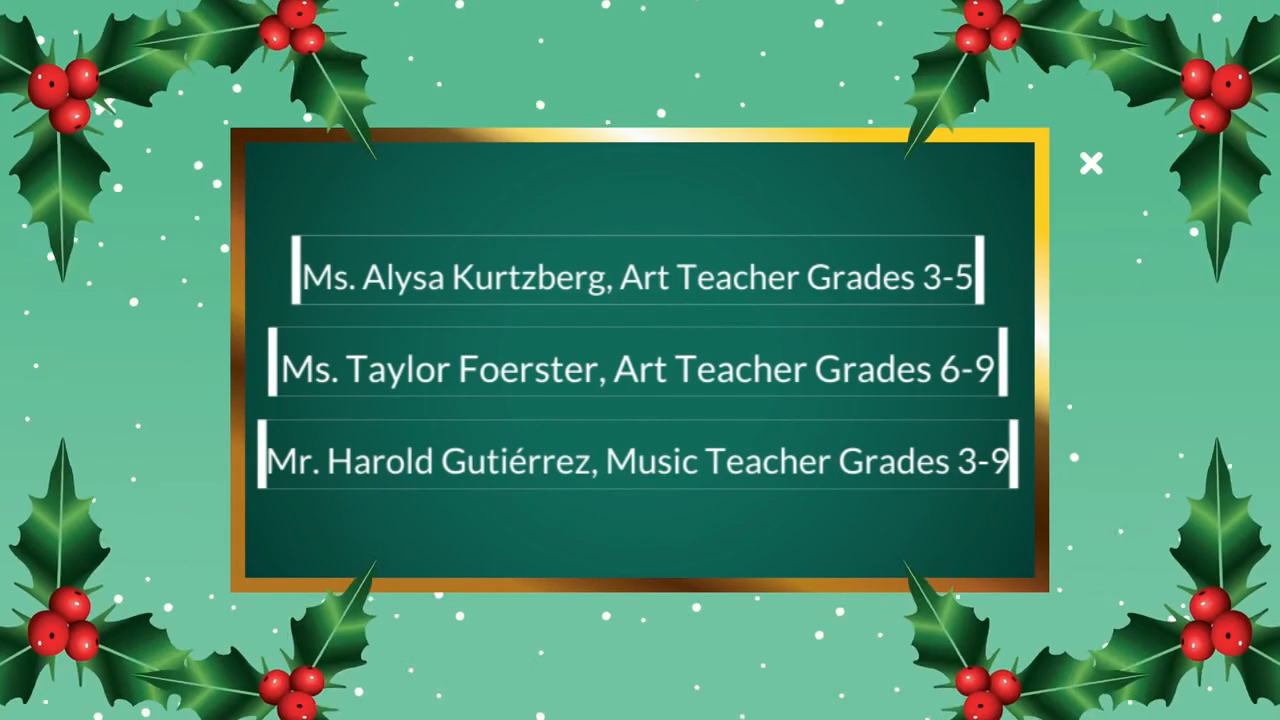 Ms. Alysa Kurtzberg, Art Teacher Grades 3-5
Ms. Taylor Foerster, Art Teacher Grades 6-9
Mr. Harold Gutiérrez, Music Teacher Grades 3-9